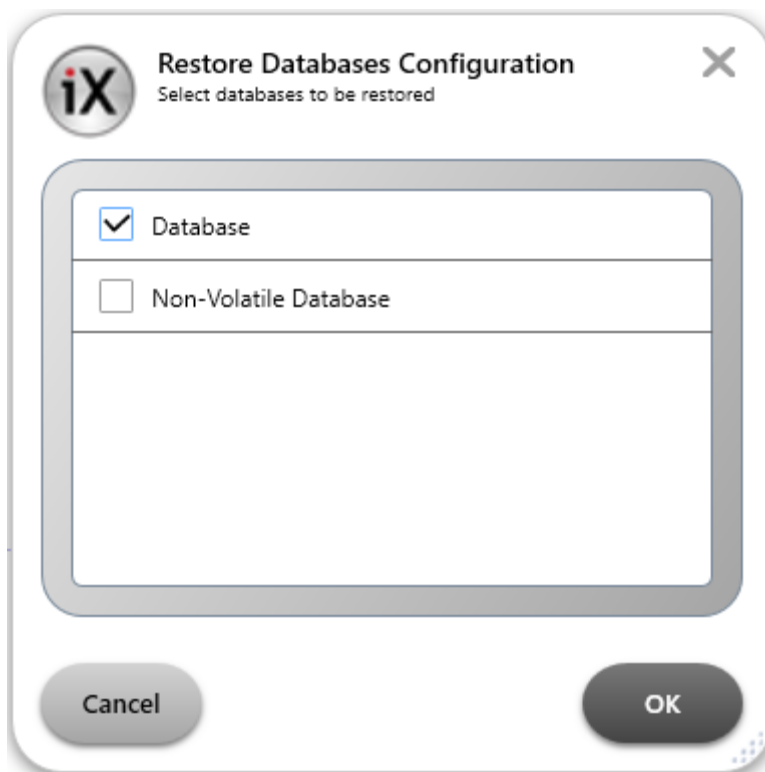 iX
Restore Databases Configuration
Select databases to be restored
Database
Non-Volatile Database
Cancel
OK